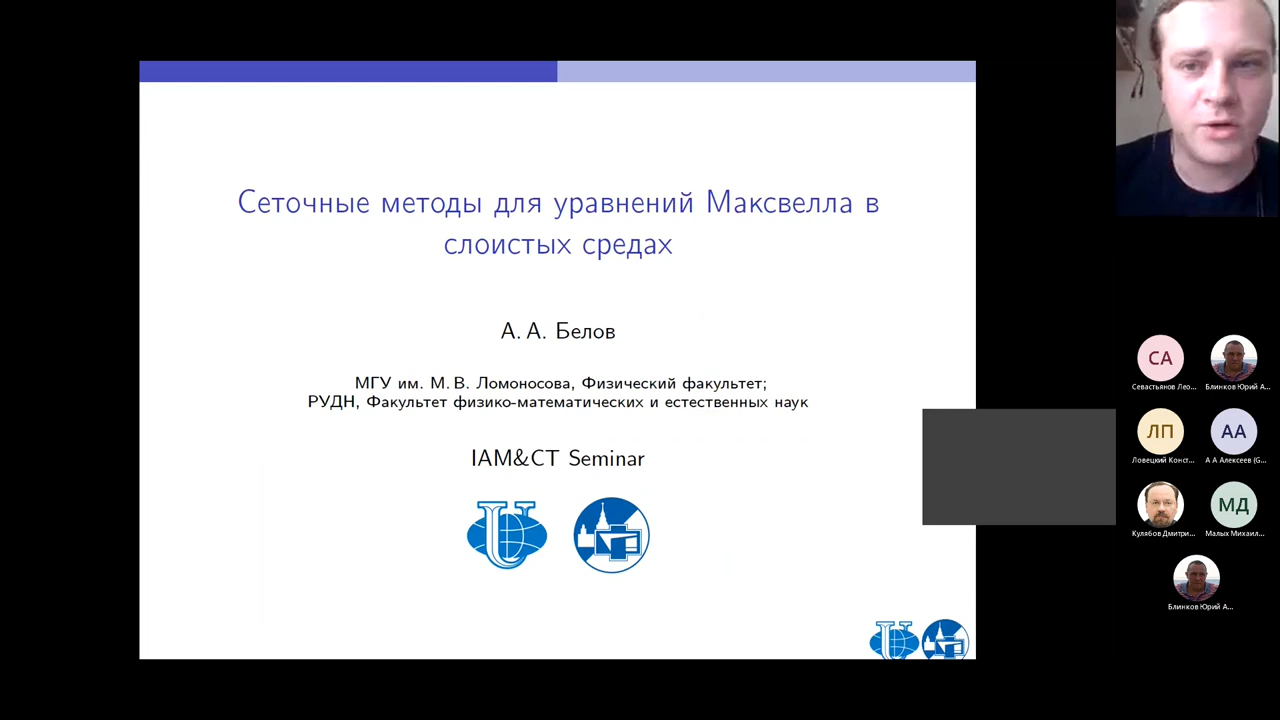 Сеточные методы для уравнений Максвелла в
слоистых средах
А. А. Белов
МГУ им. М. В. Ломоносова, Физический факультет;
РУДН, Факультет физико-математических и естественных наук
IAM&CT Seminar
СА
Севастьянов Лео...
Блинков Юрий А...
ЛП
Ловецкий Конст...
АА
А А Алексеев (G...
Кулябов Дмитри...
МД
Малых Михаил...
Блинков Юрий А...